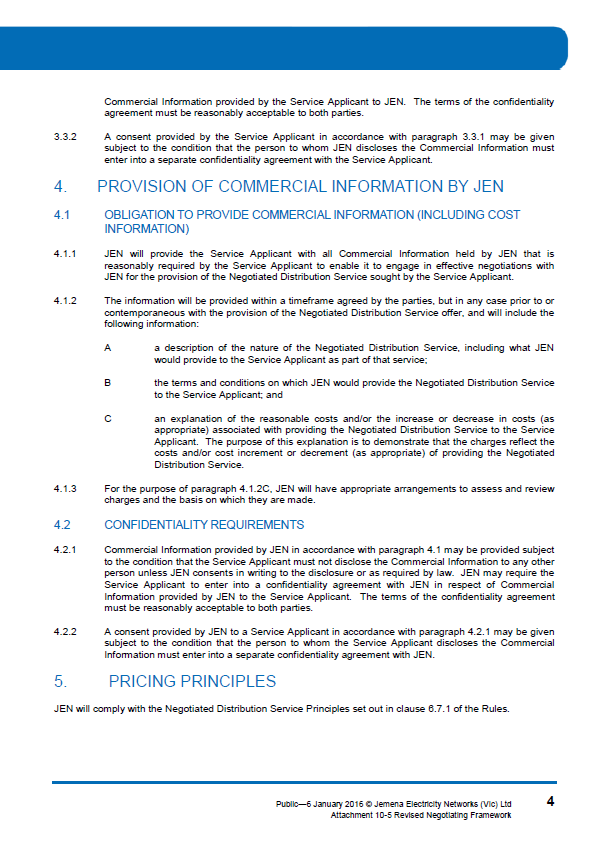 Commercial Information provided by the Service Applicant to JEN. The terms of the confidentiality
agreement must be reasonably acceptable to both parties.
3.3.2 A consent provided by the Service Applicant in accordance with paragraph 3.3.1 may be given
subject to the condition that the person to whom JEN discloses the Commercial Information must
enter into a separate confidentiality agreement with the Service Applicant.
4. PROVISION OF COMMERCIAL INFORMATION BY JEN
4.1 OBLIGATION TO PROVIDE COMMERCIAL INFORMATION (INCLUDING COST
INFORMATION)
4.1.1 JEN will provide the Service Applicant with all Commercial Information held by JEN that is
reasonably required by the Service Applicant to enable it to engage in effective negotiations with
JEN for the provision of the Negotiated Distribution Service sought by the Service Applicant.
4.1.2 The information will be provided within a timeframe agreed by the parties, but in any case prior to or
contemporaneous with the provision of the Negotiated Distribution Service offer, and will include the
following information:
A a description of the nature of the Negotiated Distribution Service, including what JEN
would provide to the Service Applicant as part of that service;
B the terms and conditions on which JEN would provide the Negotiated Distribution Service
to the Service Applicant; and
C an explanation of the reasonable costs and/or the increase or decrease in costs (as
appropriate) associated with providing the Negotiated Distribution Service to the Service
Applicant. The purpose of this explanation is to demonstrate that the charges reflect the
costs and/or cost increment or decrement (as appropriate) of providing the Negotiated
Distribution Service.
4.1.3 For the purpose of paragraph 4.1.2C, JEN will have appropriate arrangements to assess and review
charges and the basis on which they are made.
4.2 CONFIDENTIALITY REQUIREMENTS
4.2.1 Commercial Information provided by JEN in accordance with paragraph 4.1 may be provided subject
to the condition that the Service Applicant must not disclose the Commercial Information to any other
person unless JEN consents in writing to the disclosure or as required by law. JEN may require the
Service Applicant to enter into a confidentiality agreement with JEN in respect of Commercial
Information provided by JEN to the Service Applicant. The terms of the confidentiality agreement
must be reasonably acceptable to both parties.
4.2.2 A consent provided by JEN to a Service Applicant in accordance with paragraph 4.2.1 may be given
subject to the condition that the person to whom the Service Applicant discloses the Commercial
Information must enter into a separate confidentiality agreement with JEN.
5. PRICING PRINCIPLES
JEN will comply with the Negotiated Distribution Service Principles set out in clause 6.7.1 of the Rules.
Public—6 January 2016 © Jemena Electricity Networks (Vic) Ltd 4
Attachment 10-5 Revised Negotiating Framework